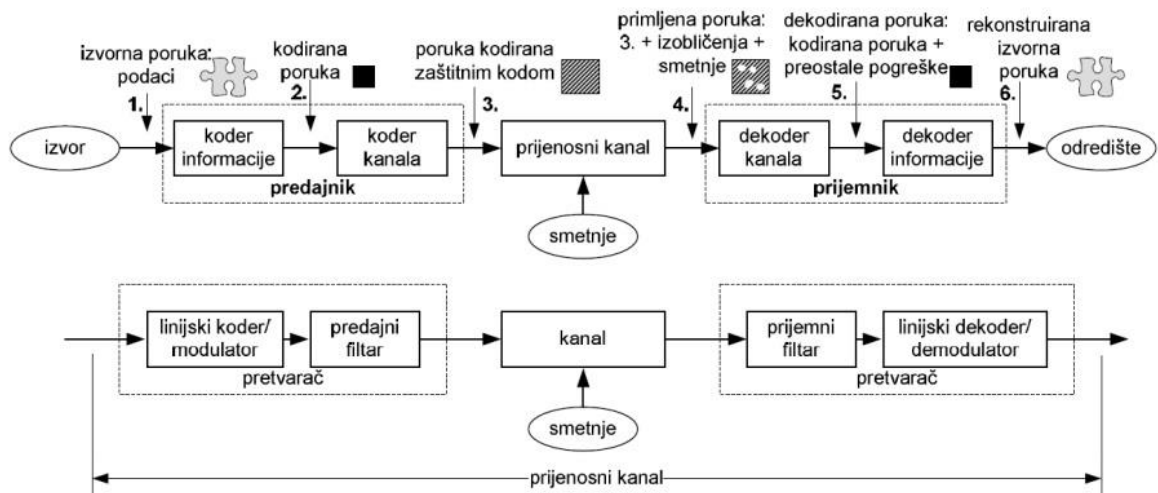 izvorna poruka:
podaci
1.
kodirana
poruka
2.
poruka kodirana
zaštitnim kodom
3.
primljena poruka:
3. + izobličenja +
smetnje
4.
dekodirana poruka:
kodirana poruka +
preostale pogreške
5.
rekonstruirana
izvorna
poruka
6.
izvor
koder
informacije
koder
kanala
predajnik
prijenosni kanal
smetnje
dekoder
kanala
dekoder
informacije
prijemnik
odredište
linijski koder/
modulator
predajni
filtar
pretvarač
kanal
smetnje
prijemni
filtar
linijski dekoder/
demodulator
pretvarač
prijenosni kanal